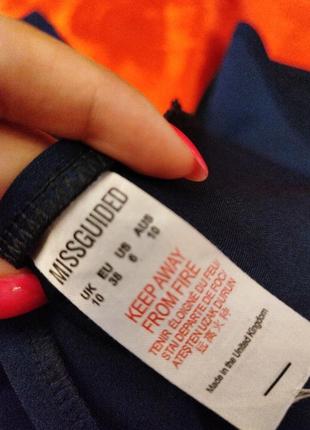 MISSGUIDED
UK EU US AUS
10 38 6 10
KEEP AWAY
FROM FIRE
TENIR ÉLOIGNÉ DU FEU/
STAI DEPARTE DE FOC/
ATEŞTEN UZAK DURUN/
Made in the United Kingdom